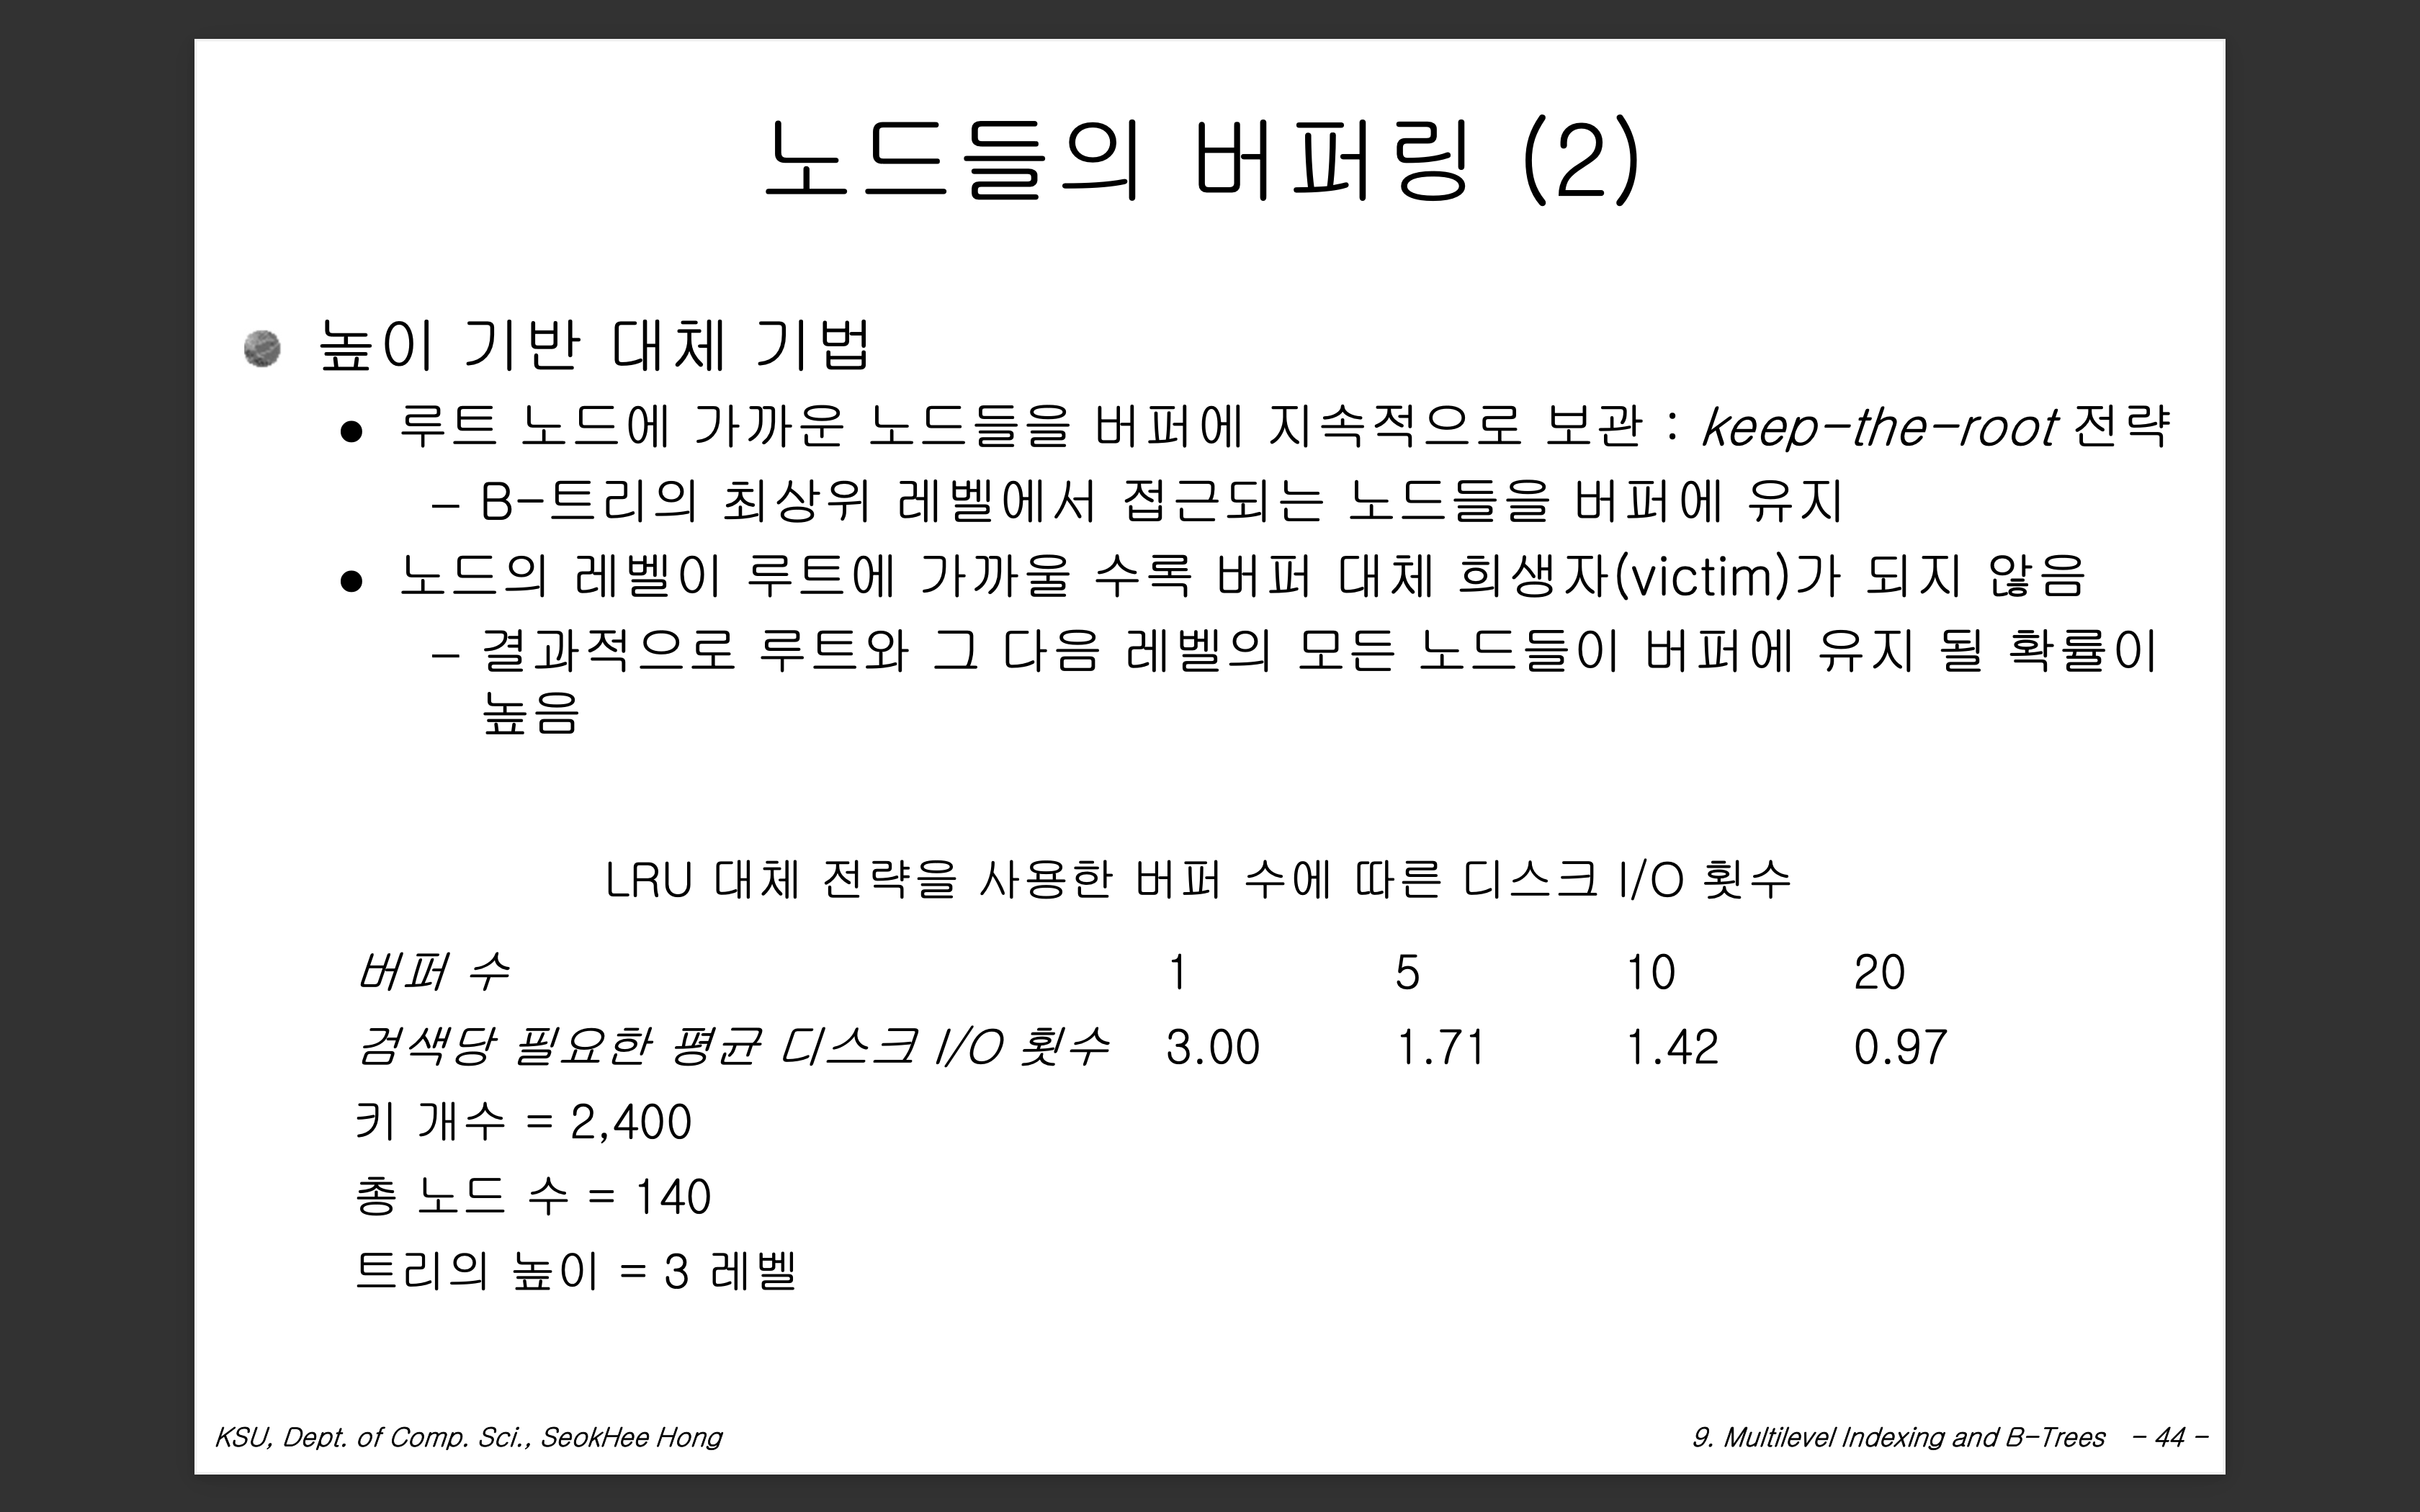 노드들의 버퍼링 (2)
높이 기반 대체 기법
● 루트 노드에 가까운 노드들을 버퍼에 지속적으로 보관 : keep-the-root 전략
– B-트리의 최상위 레벨에서 접근되는 노드들을 버퍼에 유지
● 노드의 레벨이 루트에 가까울 수록 버퍼 대체 희생자(victim)가 되지 않음
– 결과적으로 루트와 그 다음 레벨의 모든 노드들이 버퍼에 유지 될 확률이
높음
LRU 대체 전략을 사용한 버퍼 수에 따른 디스크 I/O 횟수
버퍼 수 1 5 10 20
검색당 필요한 평균 디스크 I/O 횟수 3.00 1.71 1.42 0.97
키 개수 = 2,400
총 노드 수 = 140
트리의 높이 = 3 레벨
KSU, Dept. of Comp. Sci., SeokHee Hong
9. Multilevel Indexing and B-Trees - 44 -